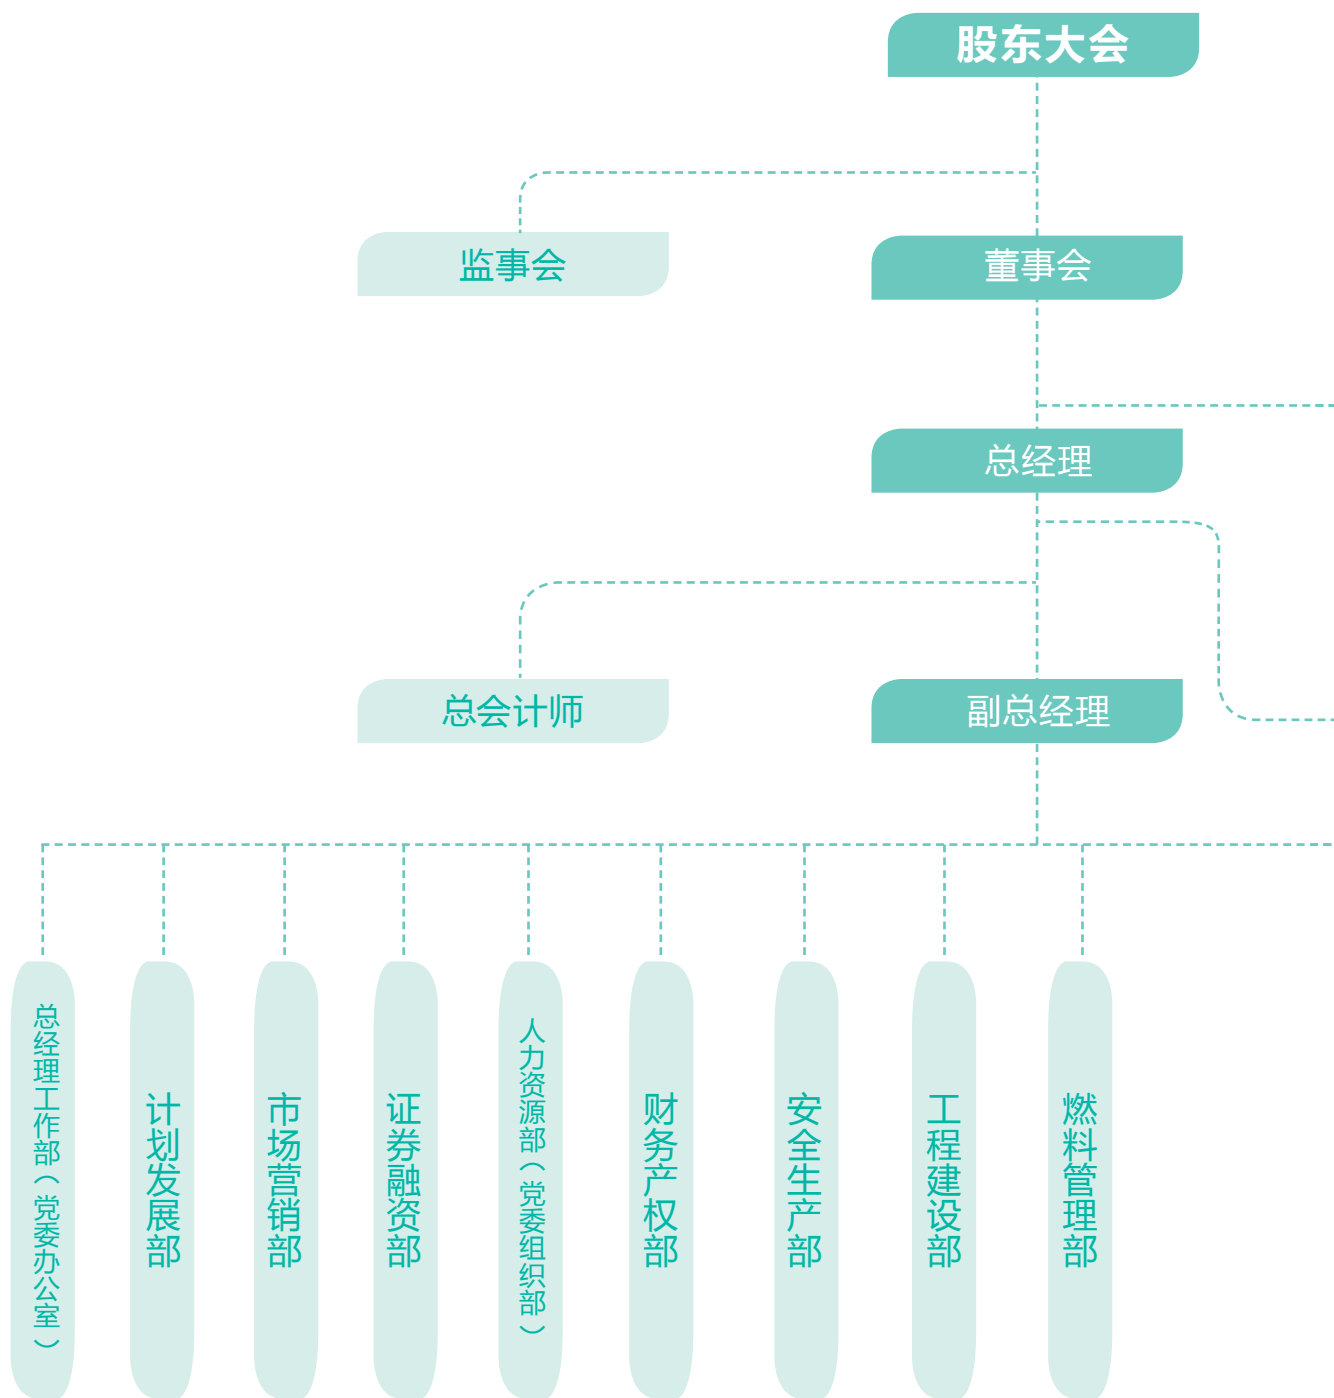 股东大会
监事会
董事会
总经理
总会计师
副总经理
总经理工作部（党委办公室）
计划发展部
市场营销部
证券融资部
人力资源部（党委组织部）
财务产权部
安全生产部
工程建设部
燃料管理部